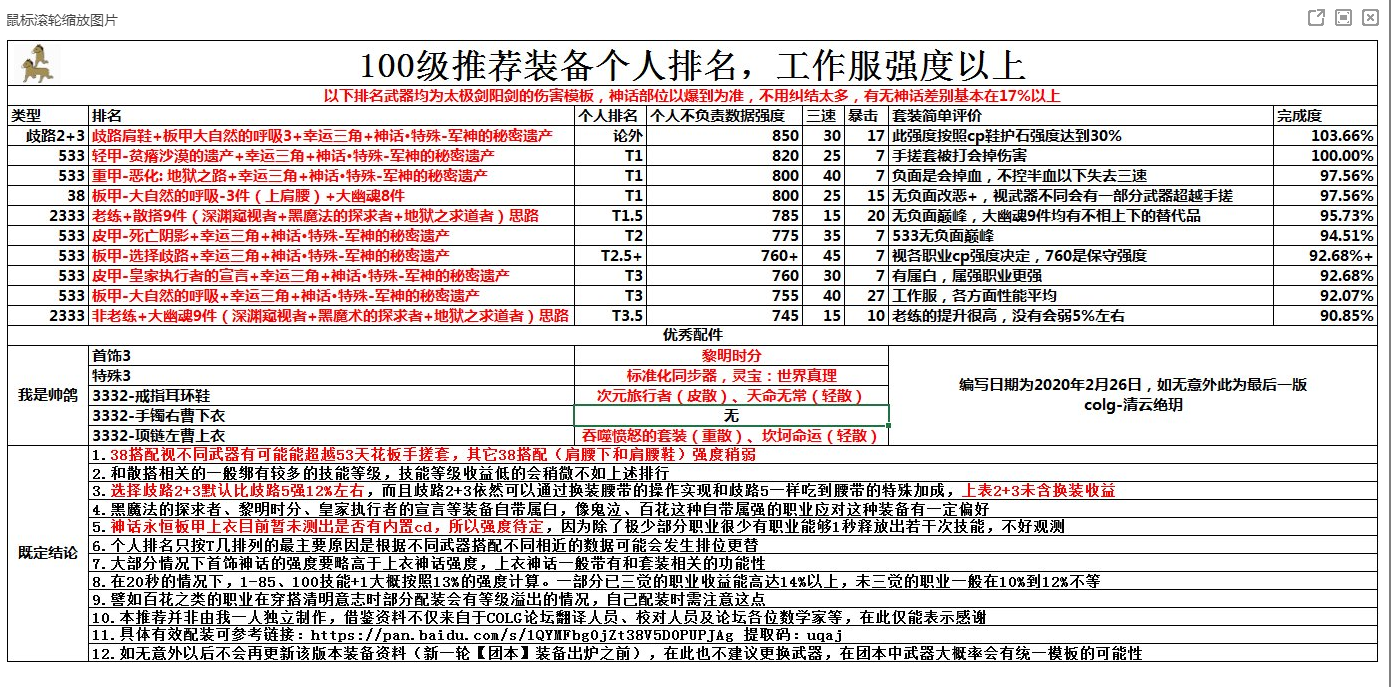 鼠标滚轮缩放图片
100级推荐装备个人排名，工作服强度以上
以下排名武器均为太极剑阳剑的伤害模板，神话部位以爆到为准，不用纠结太多，有无神话差别基本在17%以上
类型 排名 个人排名 个人不负责数据强度 三速 暴击 套装简单评价 完成度
歧路2+3 歧路肩鞋+板甲大自然的呼吸3+幸运三角+神话·特殊-军神的秘密遗产 论外 850 30 17 此强度按照cp鞋护石强度达到30% 103.66%
533 轻甲-贫瘠沙漠的遗产+幸运三角+神话·特殊-军神的秘密遗产 T1 820 25 7 手搓套被打会掉伤害 100.00%
533 重甲-恶化: 地狱之路+幸运三角+神话·特殊-军神的秘密遗产 T1 800 40 7 负面是会掉血，不控半血以下失去三速 97.56%
38 板甲-大自然的呼吸-3件（上肩腰）+大幽魂8件 T1 800 25 15 无负面改恶+，视武器不同会有一部分武器超越手搓 97.56%
2333 老练+散搭9件（深渊窥视者+黑魔法的探求者+地狱之求道者）思路 T1.5 785 15 20 无负面巅峰，大幽魂9件均有不相上下的替代品 95.73%
533 皮甲-死亡阴影+幸运三角+神话·特殊-军神的秘密遗产 T2 775 35 7 533无负面巅峰 94.51%
533 板甲-选择歧路+幸运三角+神话·特殊-军神的秘密遗产 T2.5+ 760+ 45 7 视各职业cp强度决定，760是保守强度 92.68%+
533 皮甲-皇家执行者的宣言+幸运三角+神话·特殊-军神的秘密遗产 T3 760 30 7 有属白，属强职业更强 92.68%
533 板甲-大自然的呼吸+幸运三角+神话·特殊-军神的秘密遗产 T3 755 40 27 工作服，各方面性能平均 92.07%
2333 非老练+大幽魂9件（深渊窥视者+黑魔术的探求者+地狱之求道者）思路 T3.5 745 15 10 老练的提升很高，没有会弱5%左右 90.85%
优秀配件
我是帅鸽
首饰3 黎明时分
特殊3 标准化同步器，灵宝：世界真理
3332-戒指耳环鞋 次元旅行者（皮散）、天命无常（轻散）
3332-手镯右曹下衣 无
3332-项链左曹上衣 吞噬愤怒的套装（重散）、坎坷命运（轻散）
编写日期为2020年2月26日，如无意外此为最后一版
colg-清云绝玥
既定结论
1.38搭配视不同武器有可能能超越53天花板手搓套，其它38搭配（肩腰下和肩腰鞋）强度稍弱
2.和散搭相关的一般绑有较多的技能等级，技能等级收益低的会稍微不如上述排行
3.选择歧路2+3默认比歧路5强12%左右，而且歧路2+3依然可以通过换装腰带的操作实现和歧路5一样吃到腰带的特殊加成，上表2+3未含换装收益
4.黑魔法的探求者、黎明时分、皇家执行者的宣言等装备自带属白，像鬼泣、百花这种自带属强的职业应对这种装备有一定偏好
5.神话永恒板甲上衣目前暂未测出是否有内置cd，所以强度待定，因为除了极少部分职业很少有职业能够1秒释放出若干次技能，不好观测
6.个人排名只按T几排列的最主要原因是根据不同武器搭配不同相近的数据可能会发生排位更替
7.大部分情况下首饰神话的强度要略高于上衣神话强度，上衣神话一般带有和套装相关的功能性
8.在20秒的情况下，1-85、100技能+1大概按照13%的强度计算。一部分已三觉的职业收益能高达14%以上，未三觉的职业一般在10%到12%不等
9.譬如百花之类的职业在穿搭清明意志时部分配装会有等级溢出的情况，自己配装时需注意这点
10.本推荐并非由我一人独立制作，借鉴资料不仅来自于COLG论坛翻译人员、校对人员及论坛各位数学家等，在此仅能表示感谢
11.具体有效配装可参考链接：https://pan.baidu.com/s/1QYMFbg0jZt38V5DOPUPJAg 提取码：uqaj
12.如无意外以后不会再更新该版本装备资料（新一轮【团本】装备出炉之前），在此也不建议更换武器，在团本中武器大概率会有统一模板的可能性